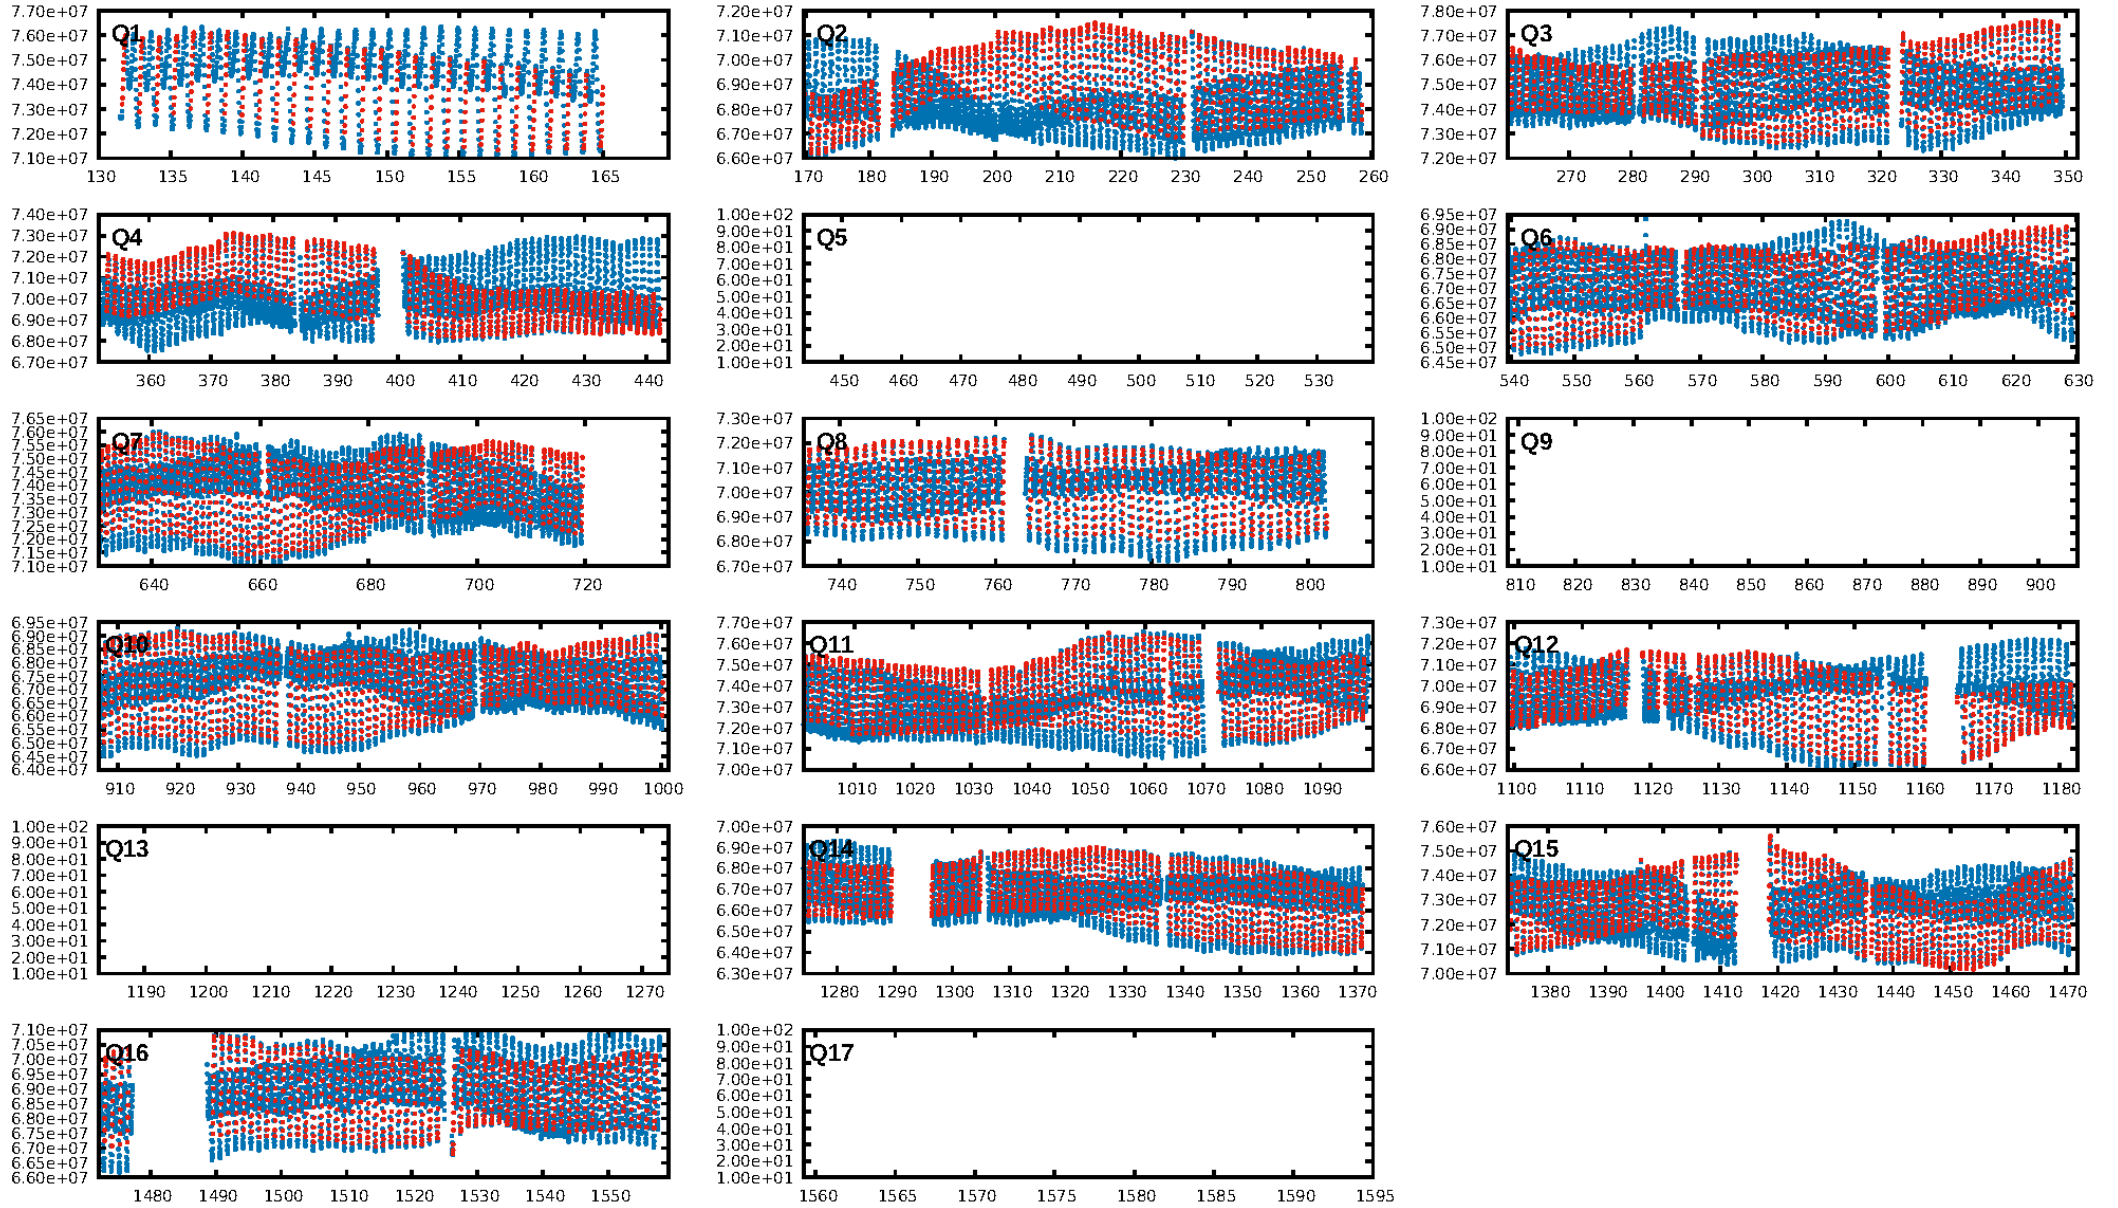 Q1
7.70e+07
7.60e+07
7.50e+07
7.40e+07
7.30e+07
7.20e+07
7.10e+07
130 135 140 145 150 155 160 165
Q2
7.20e+07
7.10e+07
7.00e+07
6.90e+07
6.80e+07
6.70e+07
6.60e+07
170 180 190 200 210 220 230 240 250 260
Q3
7.80e+07
7.70e+07
7.60e+07
7.50e+07
7.40e+07
7.30e+07
7.20e+07
270 280 290 300 310 320 330 340 350
Q4
7.40e+07
7.30e+07
7.20e+07
7.10e+07
7.00e+07
6.90e+07
6.80e+07
6.70e+07
360 370 380 390 400 410 420 430 440
Q5
1.00e+02
9.00e+01
8.00e+01
7.00e+01
6.00e+01
5.00e+01
4.00e+01
3.00e+01
2.00e+01
1.00e+01
450 460 470 480 490 500 510 520 530
Q6
6.95e+07
6.90e+07
6.85e+07
6.80e+07
6.75e+07
6.70e+07
6.65e+07
6.60e+07
6.55e+07
6.50e+07
6.45e+07
540 550 560 570 580 590 600 610 620 630
Q7
7.65e+07
7.60e+07
7.55e+07
7.50e+07
7.45e+07
7.40e+07
7.35e+07
7.30e+07
7.25e+07
7.20e+07
7.15e+07
7.10e+07
640 660 680 700 720
Q8
7.30e+07
7.20e+07
7.10e+07
7.00e+07
6.90e+07
6.80e+07
6.70e+07
740 750 760 770 780 790 800
Q9
1.00e+02
9.00e+01
8.00e+01
7.00e+01
6.00e+01
5.00e+01
4.00e+01
3.00e+01
2.00e+01
1.00e+01
810 820 830 840 850 860 870 880 890 900
Q10
6.95e+07
6.90e+07
6.85e+07
6.80e+07
6.75e+07
6.70e+07
6.65e+07
6.60e+07
6.55e+07
6.50e+07
6.45e+07
6.40e+07
910 920 930 940 950 960 970 980 990 1000
Q11
7.70e+07
7.60e+07
7.50e+07
7.40e+07
7.30e+07
7.20e+07
7.10e+07
7.00e+07
1010 1020 1030 1040 1050 1060 1070 1080 1090
Q12
7.30e+07
7.20e+07
7.10e+07
7.00e+07
6.90e+07
6.80e+07
6.70e+07
6.60e+07
1100 1110 1120 1130 1140 1150 1160 1170 1180
Q13
1.00e+02
9.00e+01
8.00e+01
7.00e+01
6.00e+01
5.00e+01
4.00e+01
3.00e+01
2.00e+01
1.00e+01
1190 1200 1210 1220 1230 1240 1250 1260 1270
Q14
7.00e+07
6.90e+07
6.80e+07
6.70e+07
6.60e+07
6.50e+07
6.40e+07
6.30e+07
1280 1290 1300 1310 1320 1330 1340 1350 1360 1370
Q15
7.60e+07
7.50e+07
7.40e+07
7.30e+07
7.20e+07
7.10e+07
7.00e+07
1380 1390 1400 1410 1420 1430 1440 1450 1460 1470
Q16
7.10e+07
7.05e+07
7.00e+07
6.95e+07
6.90e+07
6.85e+07
6.80e+07
6.75e+07
6.70e+07
6.65e+07
6.60e+07
1480 1490 1500 1510 1520 1530 1540 1550
Q17
1.00e+02
9.00e+01
8.00e+01
7.00e+01
6.00e+01
5.00e+01
4.00e+01
3.00e+01
2.00e+01
1.00e+01
1560 1565 1570 1575 1580 1585 1590 1595